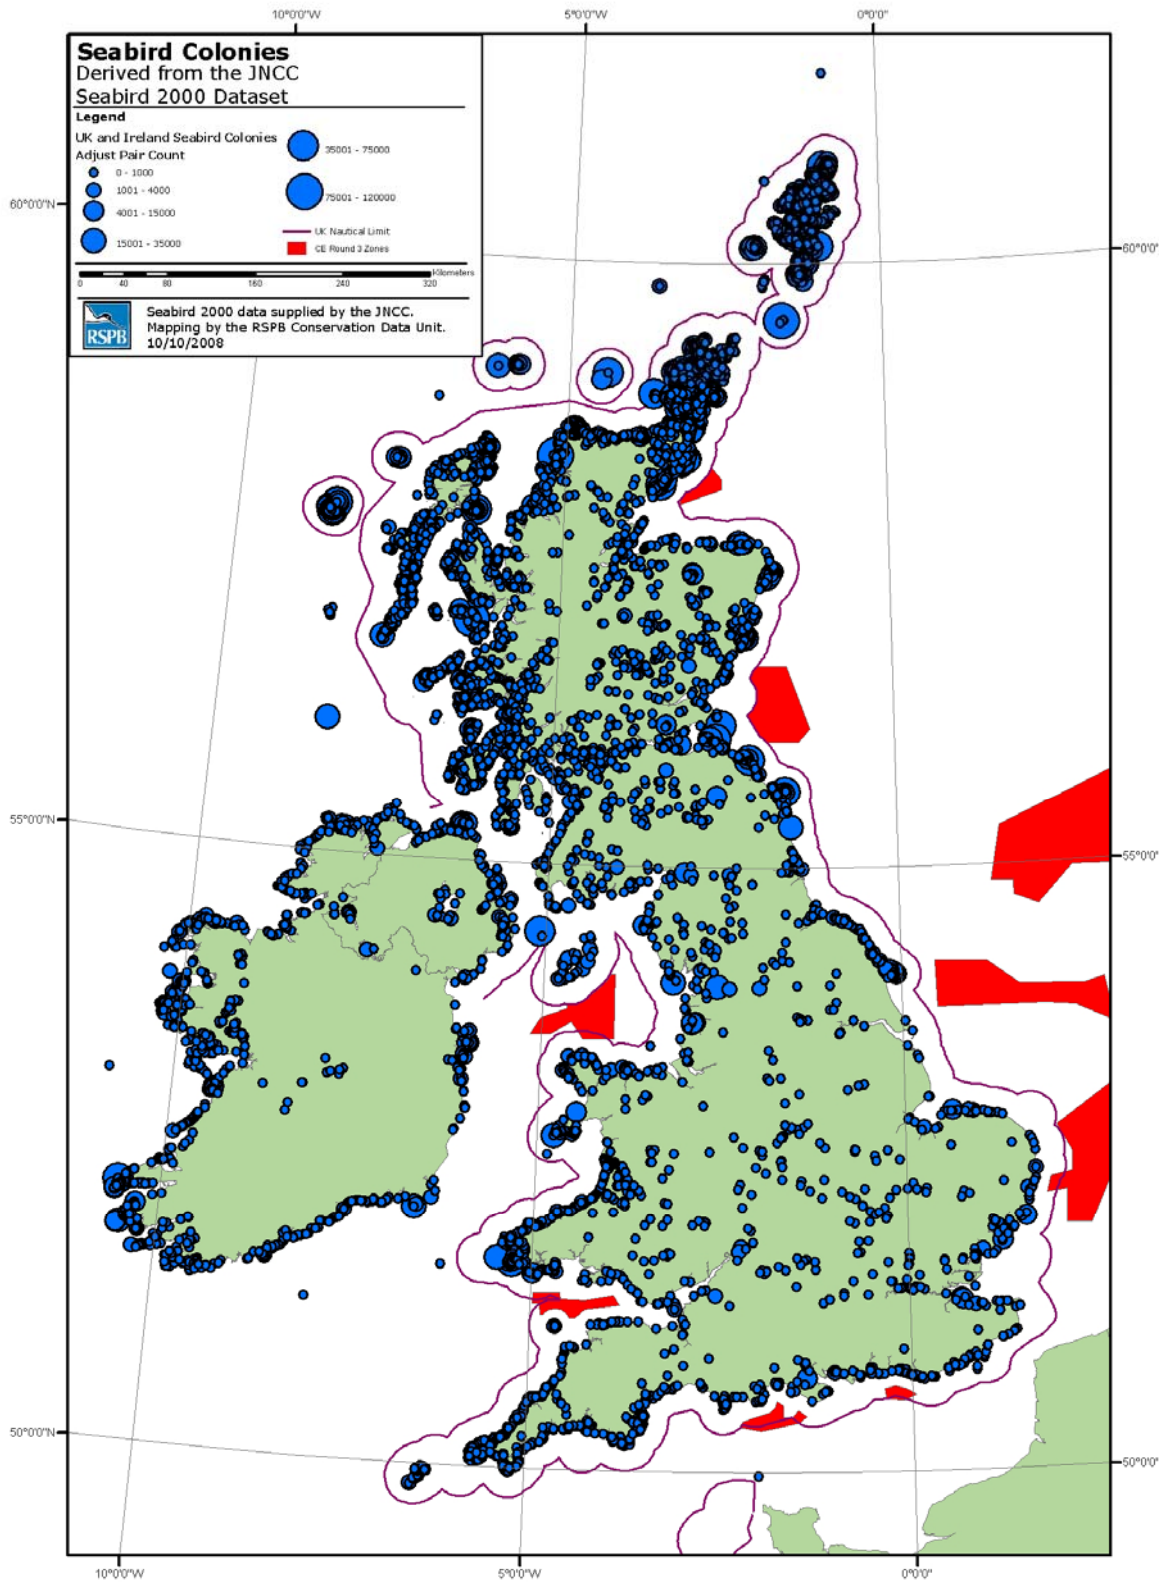 10°0'0"W 5°0'0"W 0°0'0"
Seabird Colonies
Derived from the JNCC
Seabird 2000 Dataset
Legend
UK and Ireland Seabird Colonies
Adjust Pair Count
0 - 1000
1001 - 4000
4001 - 15000
15001 - 35000
35001 - 75000
75001 - 120000
UK Nautical Limit
CE Round 3 Zones
0 40 80 160 240 320 Kilometers
RSPB
Seabird 2000 data supplied by the JNCC.
Mapping by the RSPB Conservation Data Unit.
10/10/2008
60°0'0"N
60°0'0"
55°0'0"N
55°0'0"
50°0'0"N
50°0'0"
10°0'0"W 5°0'0"W 0°0'0"